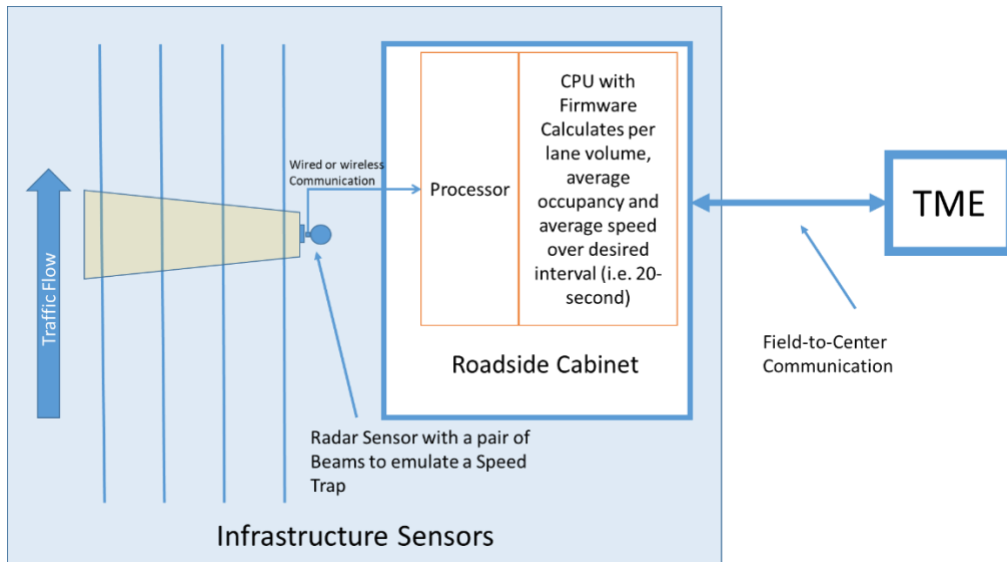 Traffic Flow
Wired or wireless
Communication
Processor
CPU with
Firmware
Calculates per
lane volume,
average
occupancy and
average speed
over desired
interval (i.e. 20-
second)
Roadside Cabinet
TME
Field-to-Center
Communication
Radar Sensor with a pair of
Beams to emulate a Speed
Trap
Infrastructure Sensors